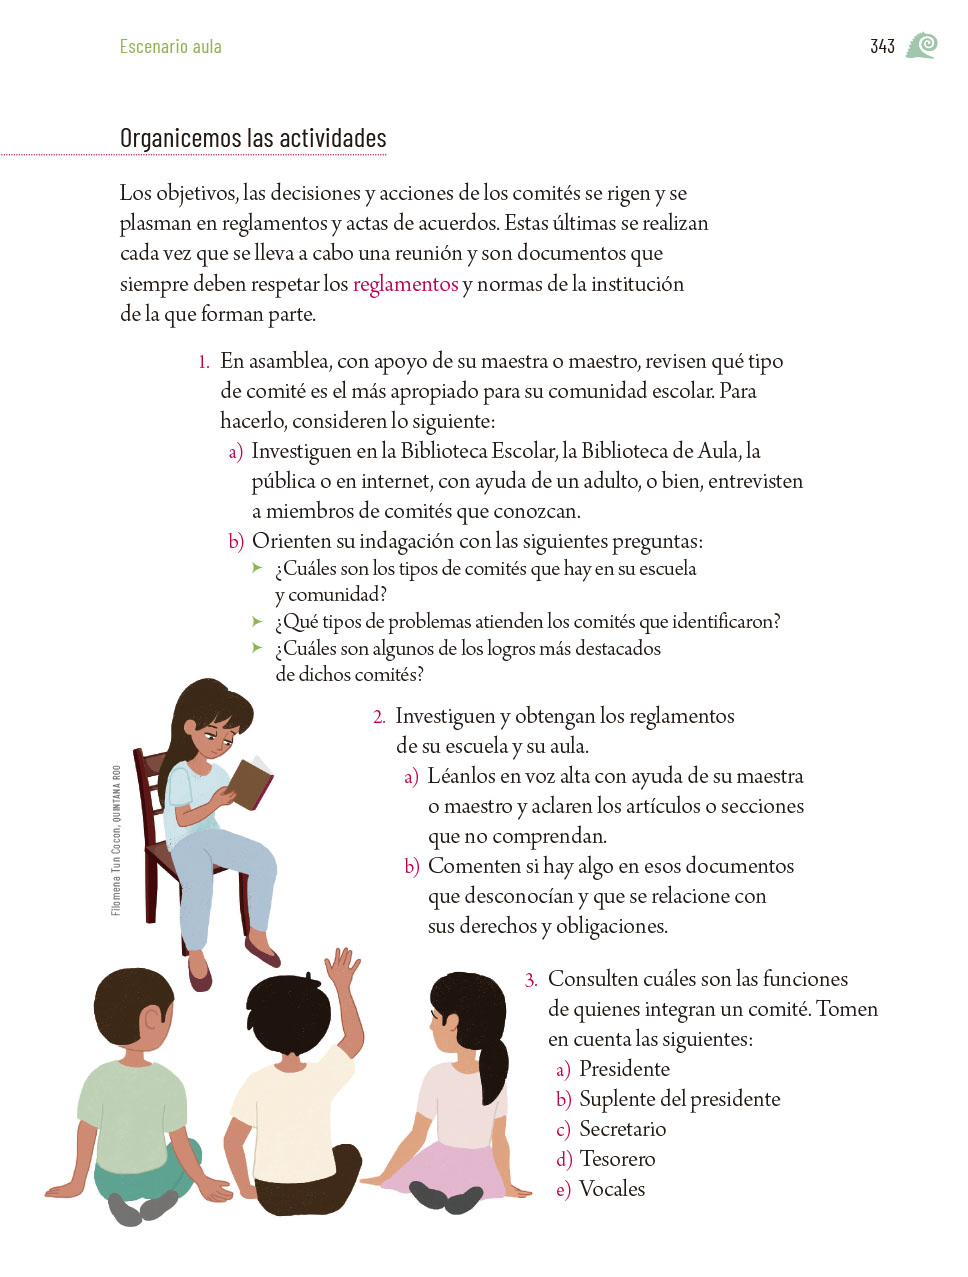 Escenario aula
343
Organicemos las actividades
Los objetivos, las decisiones y acciones de los comités se rigen y se
plasman en reglamentos y actas de acuerdos. Estas últimas se realizan
cada vez que se lleva a cabo una reunión y son documentos que
siempre deben respetar los reglamentos y normas de la institución
de la que forman parte.
1. En asamblea, con apoyo de su maestra o maestro, revisen qué tipo
de comité es el más apropiado para su comunidad escolar. Para
hacerlo, consideren lo siguiente:
a) Investiguen en la Biblioteca Escolar, la Biblioteca de Aula, la
pública o en internet, con ayuda de un adulto, o bien, entrevisten
a miembros de comités que conozcan.
b) Orienten su indagación con las siguientes preguntas:
➤ ¿Cuáles son los tipos de comités que hay en su escuela
y comunidad?
➤ ¿Qué tipos de problemas atienden los comités que identificaron?
➤ ¿Cuáles son algunos de los logros más destacados
de dichos comités?
2. Investiguen y obtengan los reglamentos
de su escuela y su aula.
a) Léanlos en voz alta con ayuda de su maestra
o maestro y aclaren los artículos o secciones
que no comprendan.
b) Comenten si hay algo en esos documentos
que desconocían y que se relacione con
sus derechos y obligaciones.
3. Consulten cuáles son las funciones
de quienes integran un comité. Tomen
en cuenta las siguientes:
a) Presidente
b) Suplente del presidente
c) Secretario
d) Tesorero
e) Vocales
Filomena Tun Cocon, QUINTANA ROO